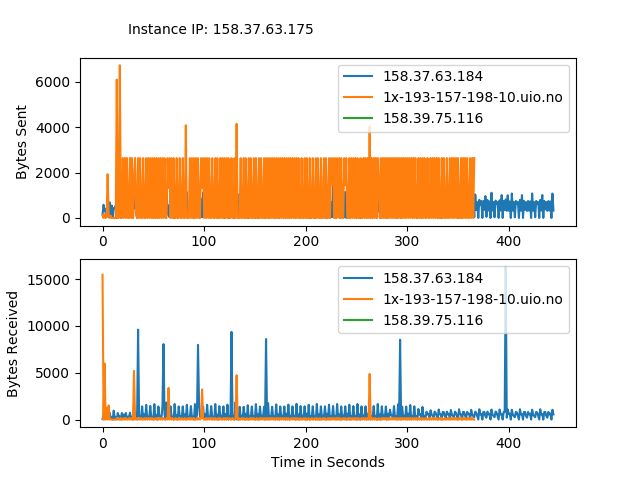 Instance IP: 158.37.63.175
6000
4000
2000
0
Bytes Sent
158.37.63.184
1x-193-157-198-10.uio.no
158.39.75.116
0 100 200 300 400
15000
10000
5000
0
Bytes Received
158.37.63.184
1x-193-157-198-10.uio.no
158.39.75.116
0 100 200 300 400
Time in Seconds